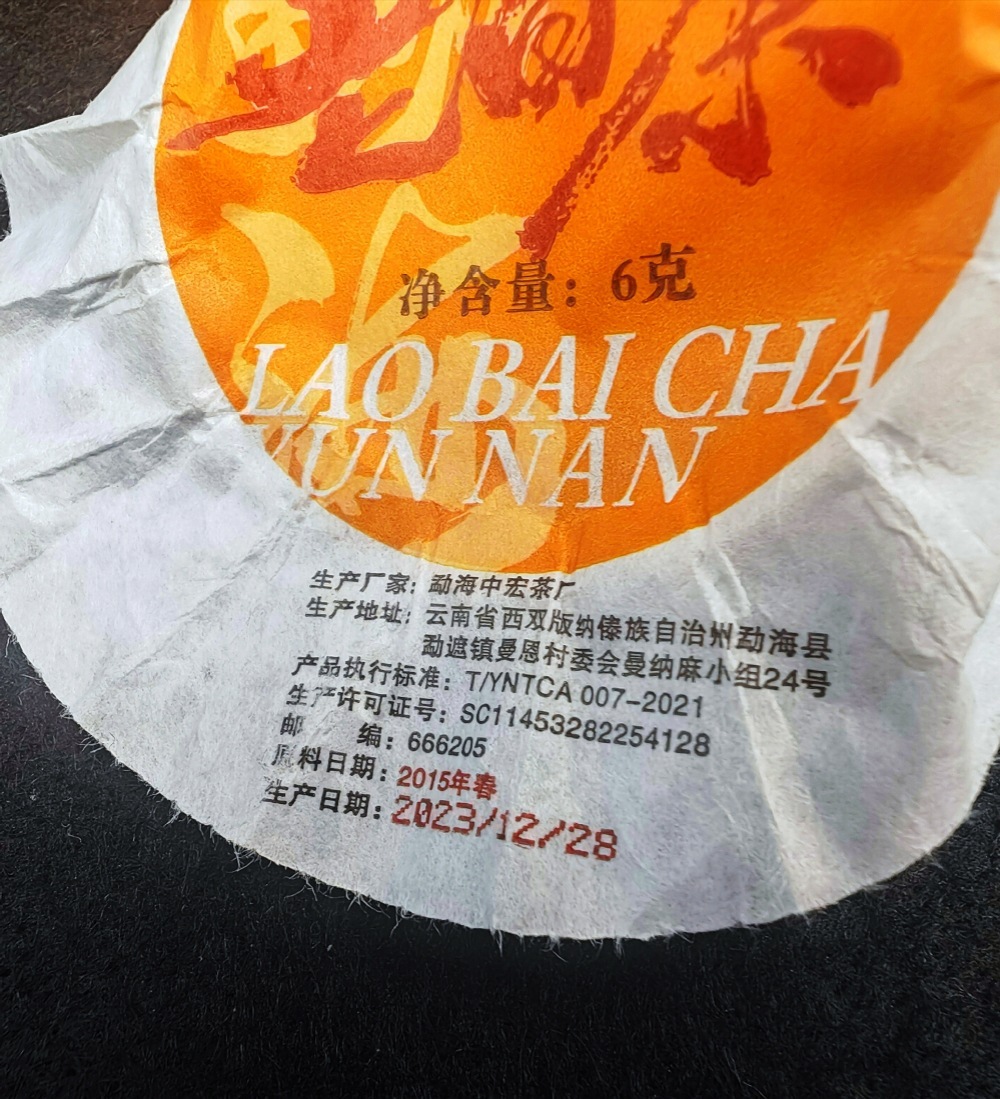 净含量：6克
LAO BAI CHA
YUN NAN
生产厂家：勐海中宏茶厂
生产地址：云南省西双版纳傣族自治州勐海县
勐遮镇曼恩村委会曼纳麻小组24号
产品执行标准：T/YNTCA 007-2021
生产许可证号：SC11453282254128
邮 编：666205
原料日期：2015年春
生产日期：2023/12/28